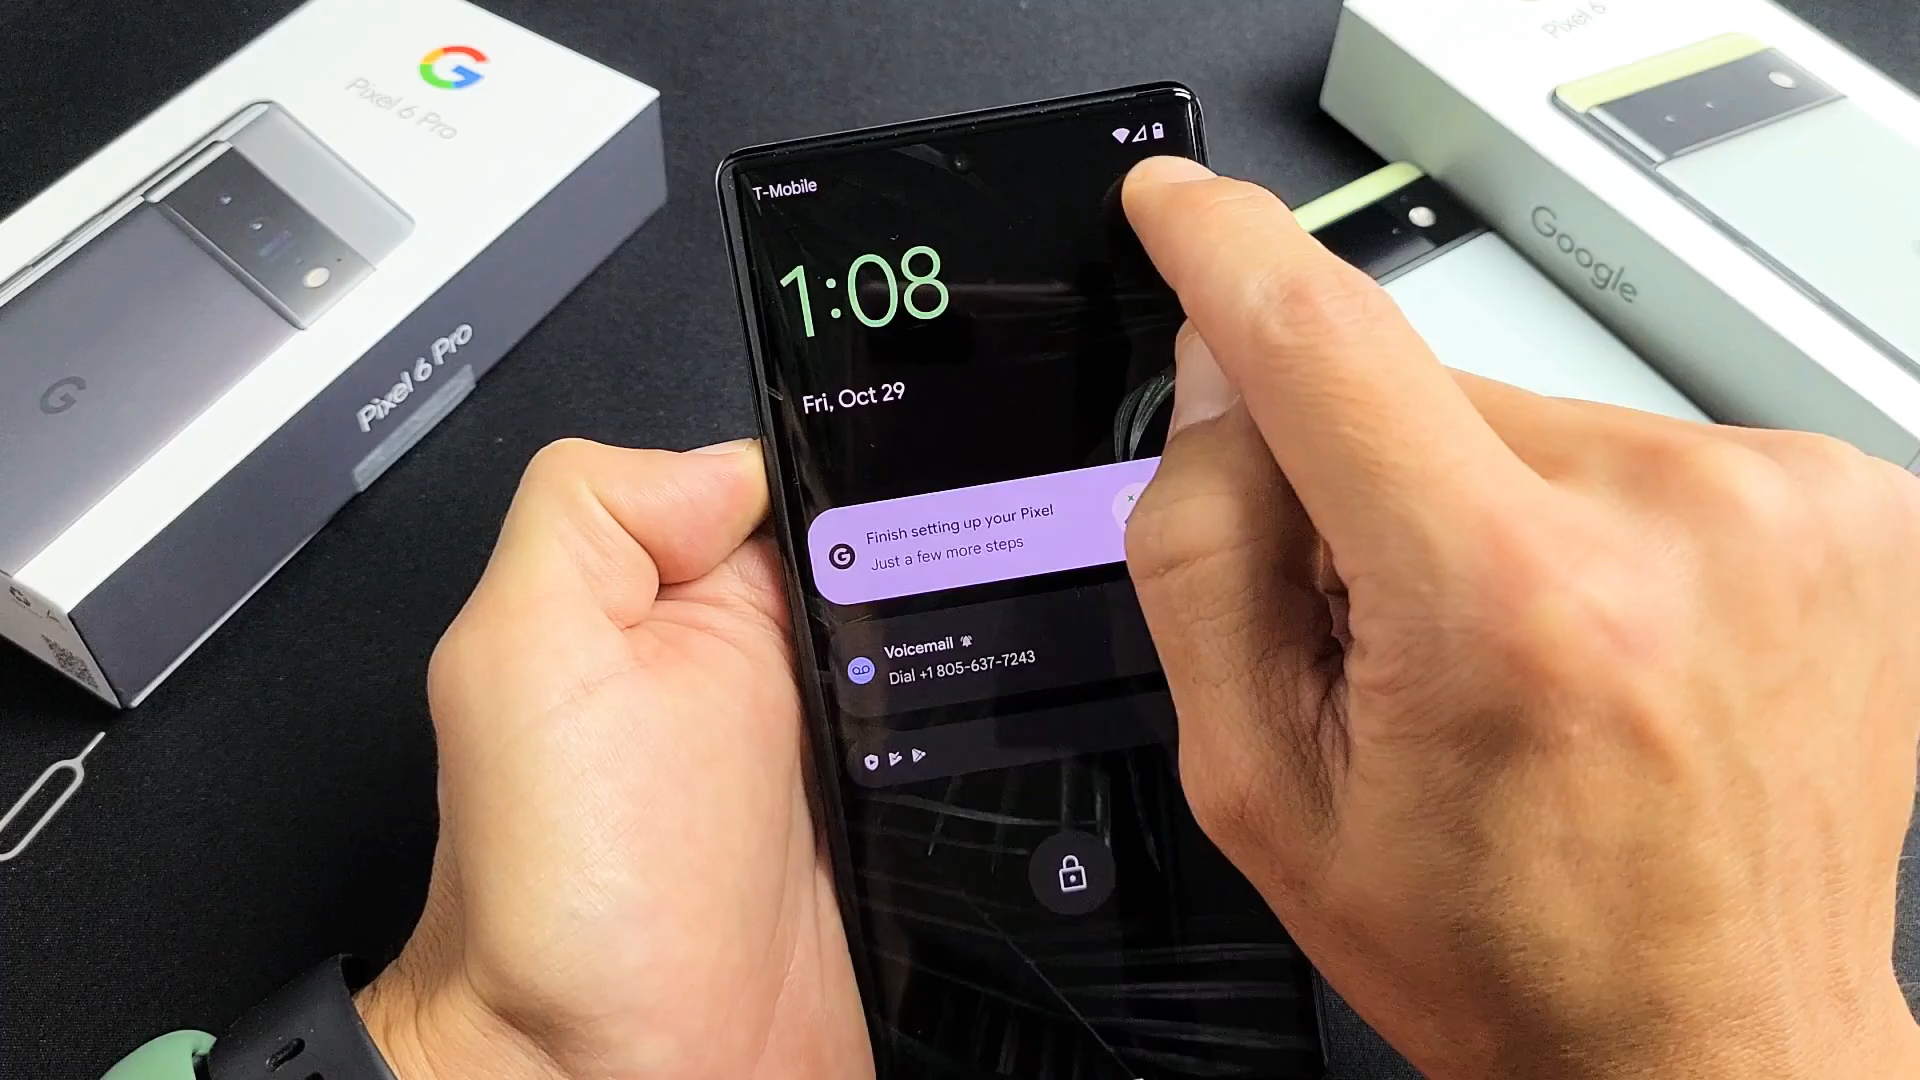 Pixel 6 Pro
Pixel 6 Pro
Pixel 6
Google
T-Mobile
1:08
Fri, Oct 29
Finish setting up your Pixel
Just a few more steps
Voicemail
Dial +1 805-637-7243